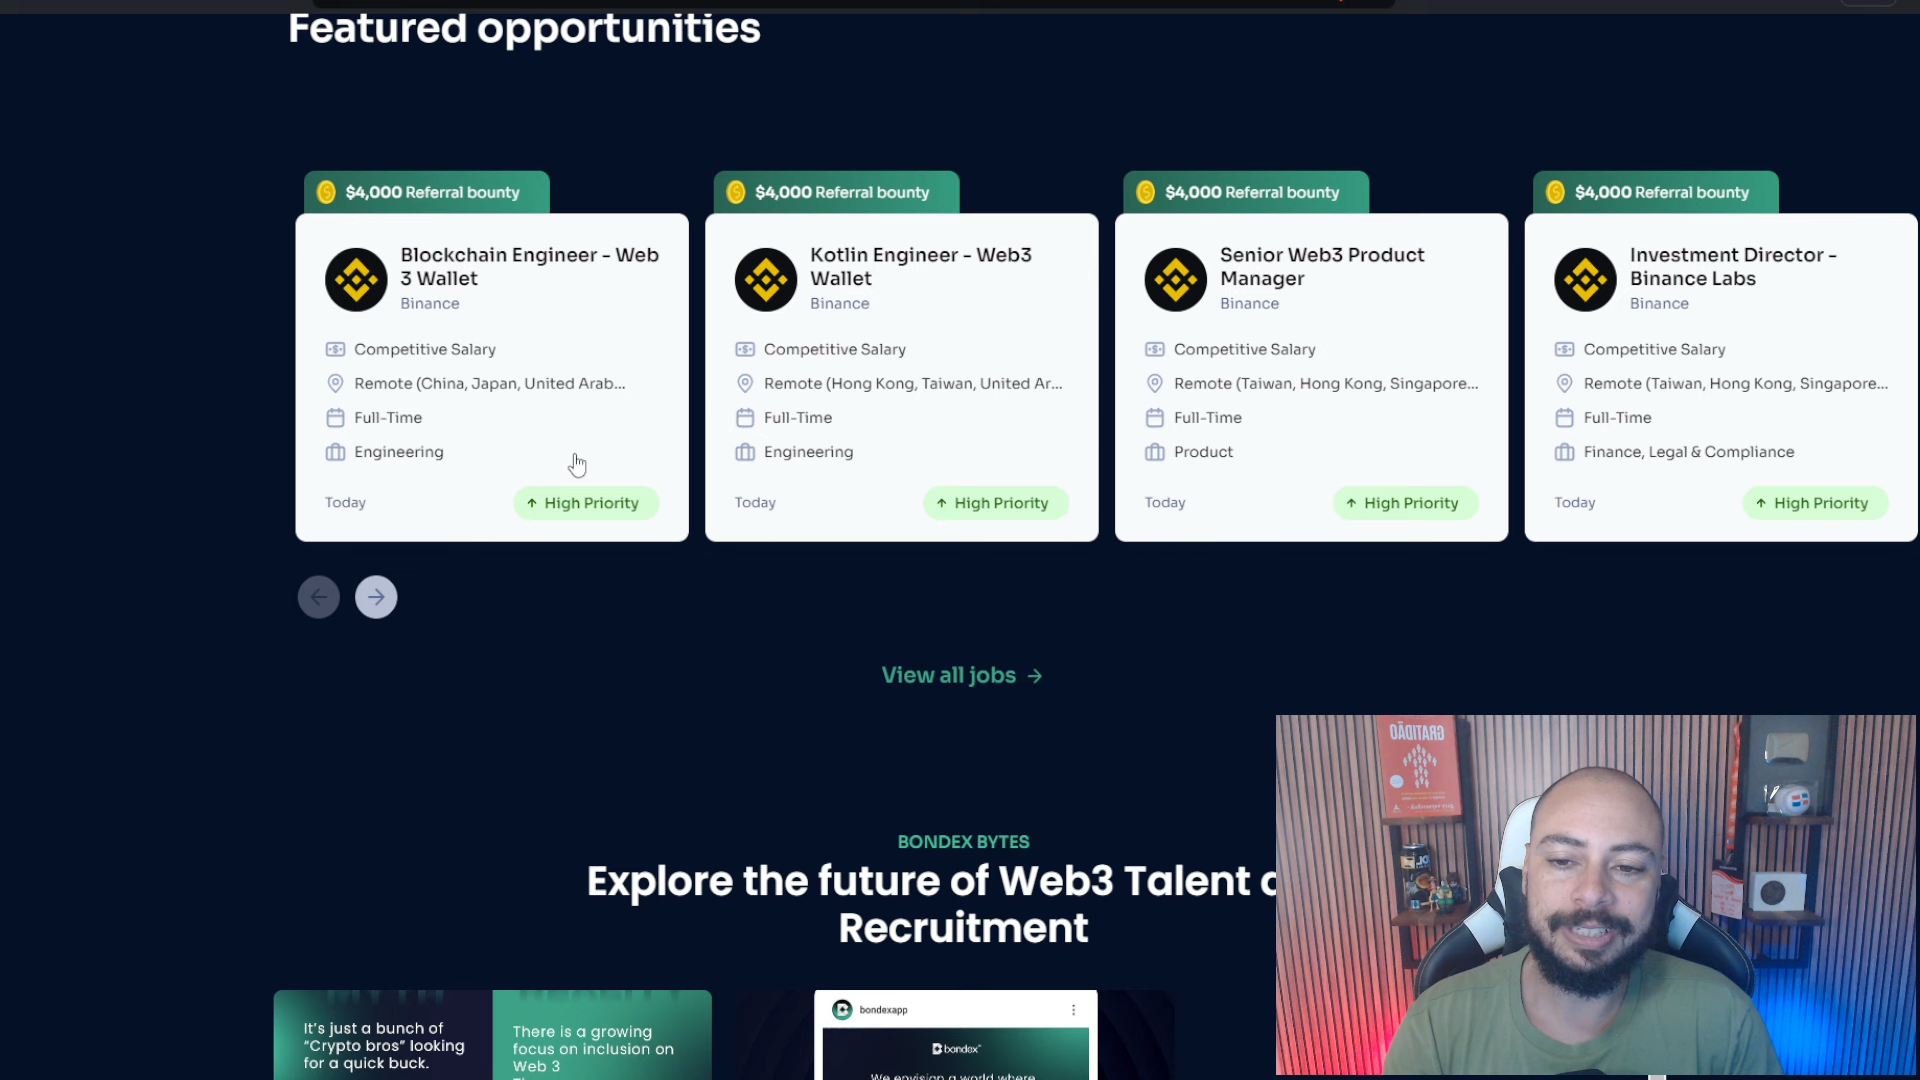 Featured opportunities
$4,000 Referral bounty
Blockchain Engineer - Web
3 Wallet
Binance
Competitive Salary
Remote (China, Japan, United Arab...
Full-Time
Engineering
Today
High Priority
$4,000 Referral bounty
Kotlin Engineer - Web3
Wallet
Binance
Competitive Salary
Remote (Hong Kong, Taiwan, United Ar...
Full-Time
Engineering
Today
High Priority
$4,000 Referral bounty
Senior Web3 Product
Manager
Binance
Competitive Salary
Remote (Taiwan, Hong Kong, Singapore...
Full-Time
Product
Today
High Priority
$4,000 Referral bounty
Investment Director -
Binance Labs
Binance
Competitive Salary
Remote (Taiwan, Hong Kong, Singapore...
Full-Time
Finance, Legal & Compliance
Today
High Priority
View all jobs
BONDEX BYTES
Explore the future of Web3 Talent
Recruitment
It's just a bunch of
"Crypto bros" looking
for a quick buck.
There is a growing
focus on inclusion on
Web 3
bondexapp
bondex
We envision a world where
GRATIDÃO